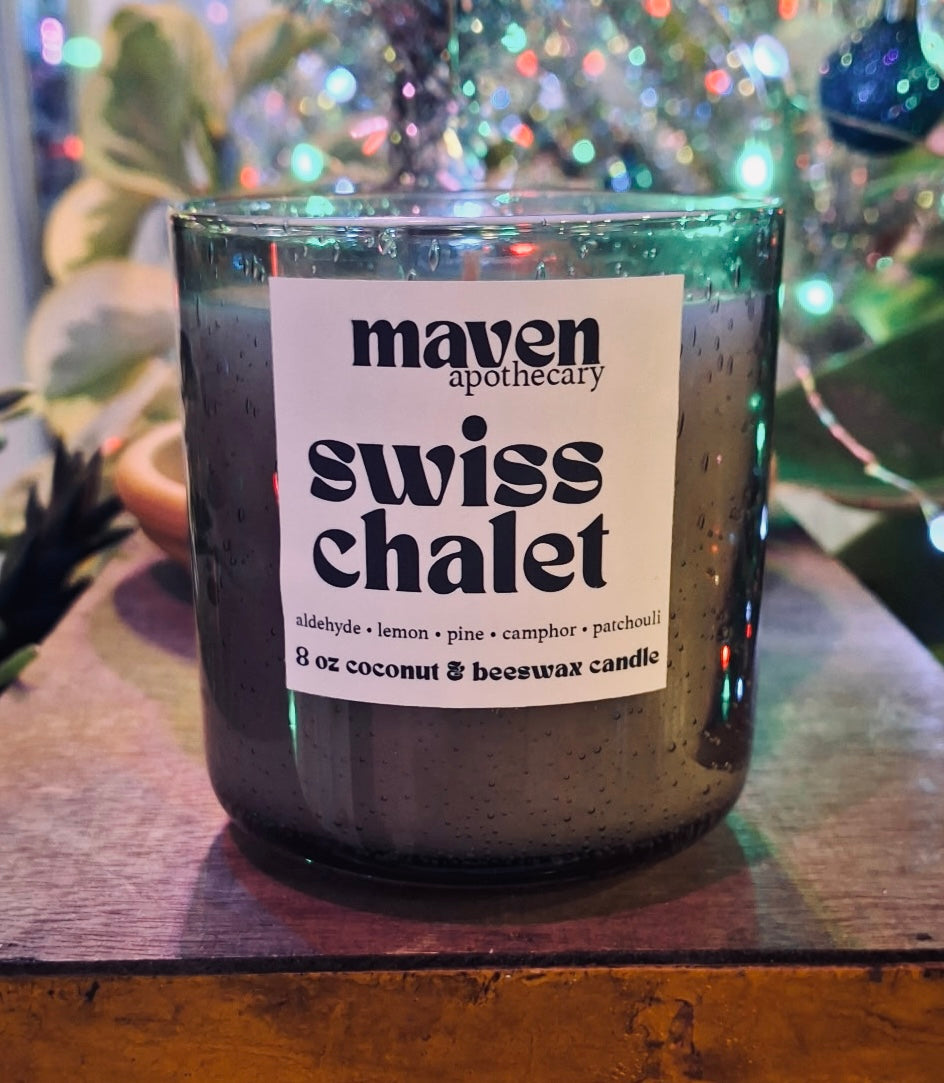 maven
apothecary
swiss
chalet
aldehyde • lemon • pine • camphor • patchouli
8 oz coconut & beeswax candle